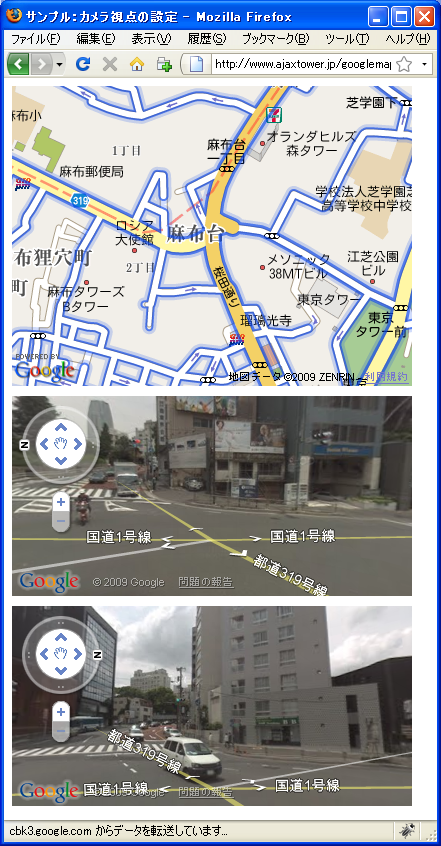 サンプル：カメラ視点の設定 - Mozilla Firefox
ファイル(F) 編集(E) 表示(V) 履歴(S) ブックマーク(B) ツール(T) ヘルプ(H)
http://www.ajaxtower.jp/googlemap
麻布小
1丁目
麻布台
一丁目
芝学園下
オランダヒルズ
森タワー
麻布郵便局
319
学校法人芝学園芝
高等学校中学校
ロシア
大使館
麻布台
布狸穴町
2丁目
町
メソニック
38MTビル
江芝公園
ビル
麻布タワーズ
Bタワー
桜田通り
東京タワー
瑠璃光寺
東京
タワー前
POWERED BY
Google
地図データ ©2009 ZENRIN - 利用規約
N
国道1号線
国道1号線
都道319号線
Google
© 2009 Google
問題の報告
N
都道319号線
国道1号線
国道1号線
Google
問題の報告
cbk3.google.com からデータを転送しています...